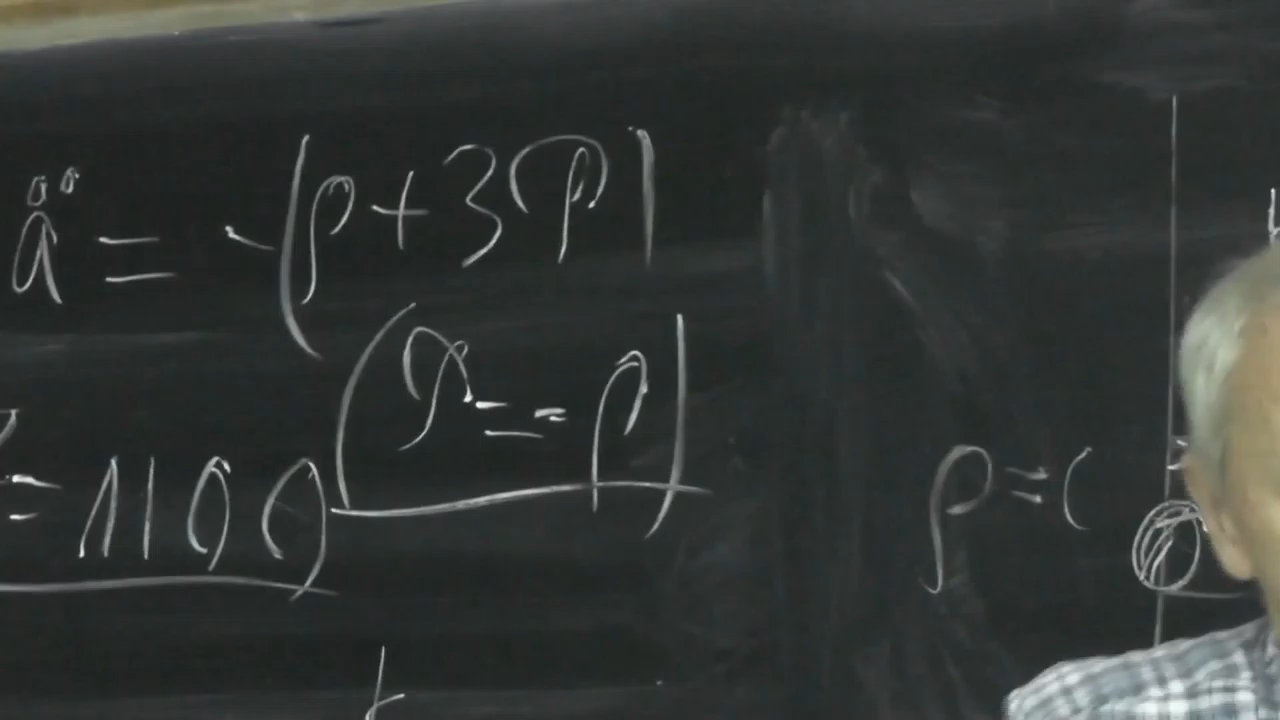 ä = -(ρ + 3p)
(p = -ρ)
= 1100
ρ = c
t